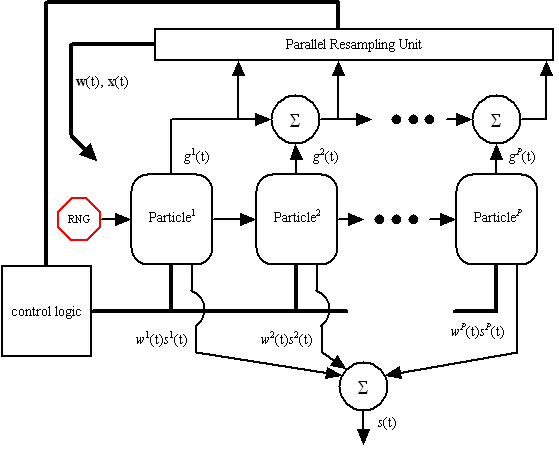 Parallel Resampling Unit
w(t), x(t)
Σ
Σ
g¹(t)
g²(t)
gᴾ(t)
RNG
Particle¹
Particle²
Particleᴾ
control logic
w¹(t)s¹(t)
w²(t)s²(t)
wᴾ(t)sᴾ(t)
Σ
s(t)